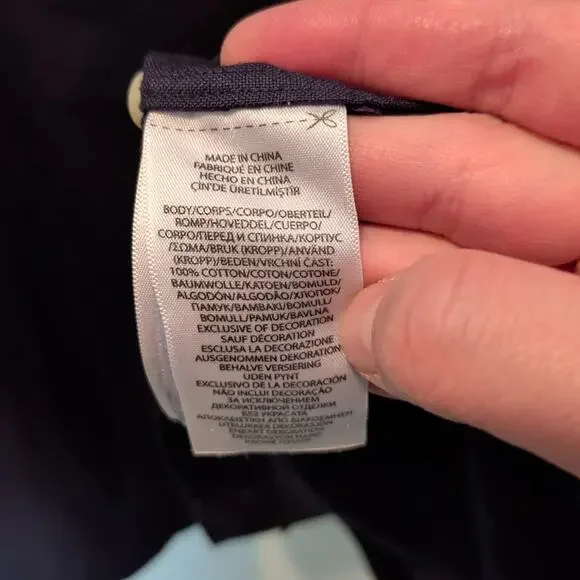 MADE IN CHINA
FABRIQUÉ EN CHINE
HECHO EN CHINA
ÇİN'DE ÜRETİLMİŞTİR
BODY/CORPS/CORPO/OBERTEIL/
ROMP/HOVEDDEL/CUERPO/
CORPO/ПЕРЕД И СПИНКА/КОРПУС
/ΣΩΜΑ/BRUK (KROPP)/ANVÄND
(KROPP)/BEDEN/VRCHNÍ ČÁST:
100% COTTON/COTON/COTONE/
BAUMWOLLE/KATOEN/BOMULD/
ALGODÓN/ALGODÃO/ХЛОПОК/
ПАМУК/ΒΑΜΒΑΚΙ/BOMULL/
BOMULL/PAMUK/BAVLNA
EXCLUSIVE OF DECORATION
SAUF DÉCORATION
ESCLUSA LA DECORAZIONE
AUSGENOMMEN DEKORATION
BEHALVE VERSIERING
UDEN PYNT
EXCLUSIVO DE LA DECORACIÓN
NÃO INCLUI DECORAÇÃO
ЗА ИСКЛЮЧЕНИЕМ
ДЕКОРАТИВНОЙ ОТДЕЛКИ
БЕЗ УКРАСАТА